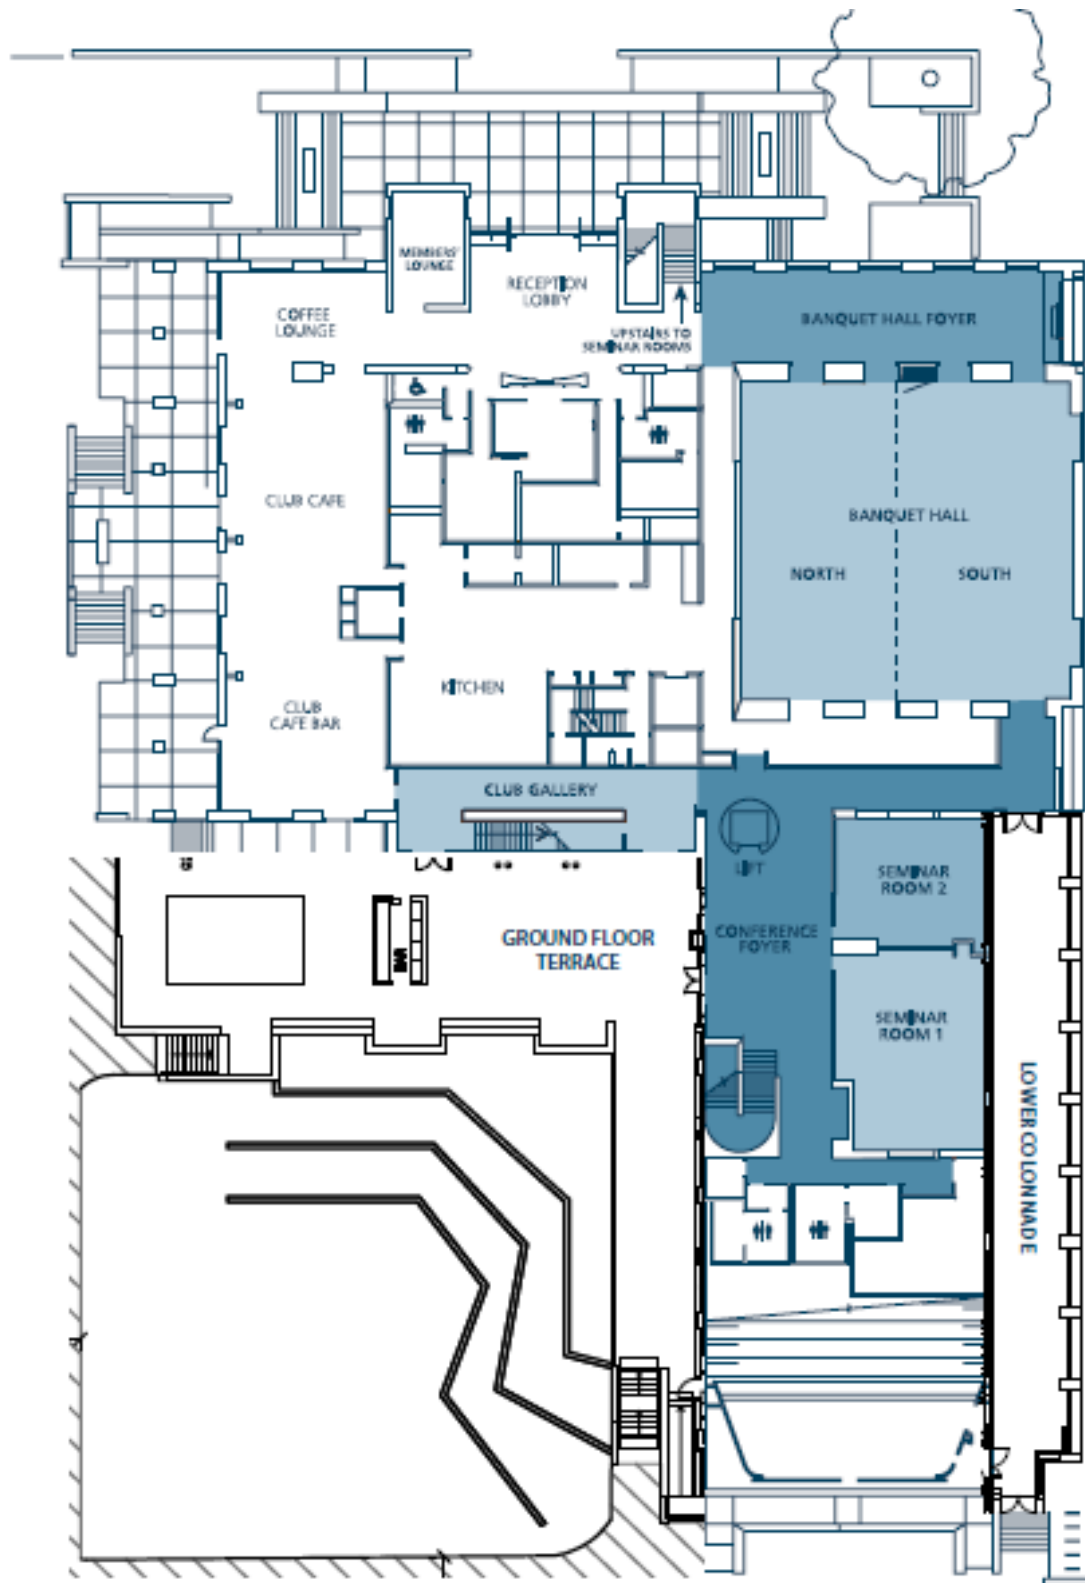 MEMBERS'
LOUNGE
RECEPTION
LOBBY
COFFEE
LOUNGE
UPSTAIRS TO
SEMINAR ROOMS
BANQUET HALL FOYER
CLUB CAFE
BANQUET HALL
NORTH
SOUTH
KITCHEN
CLUB
CAFE BAR
CLUB GALLERY
LIFT
SEMINAR
ROOM 2
BAR
GROUND FLOOR
TERRACE
CONFERENCE
FOYER
SEMINAR
ROOM 1
LOWER COLONNADE